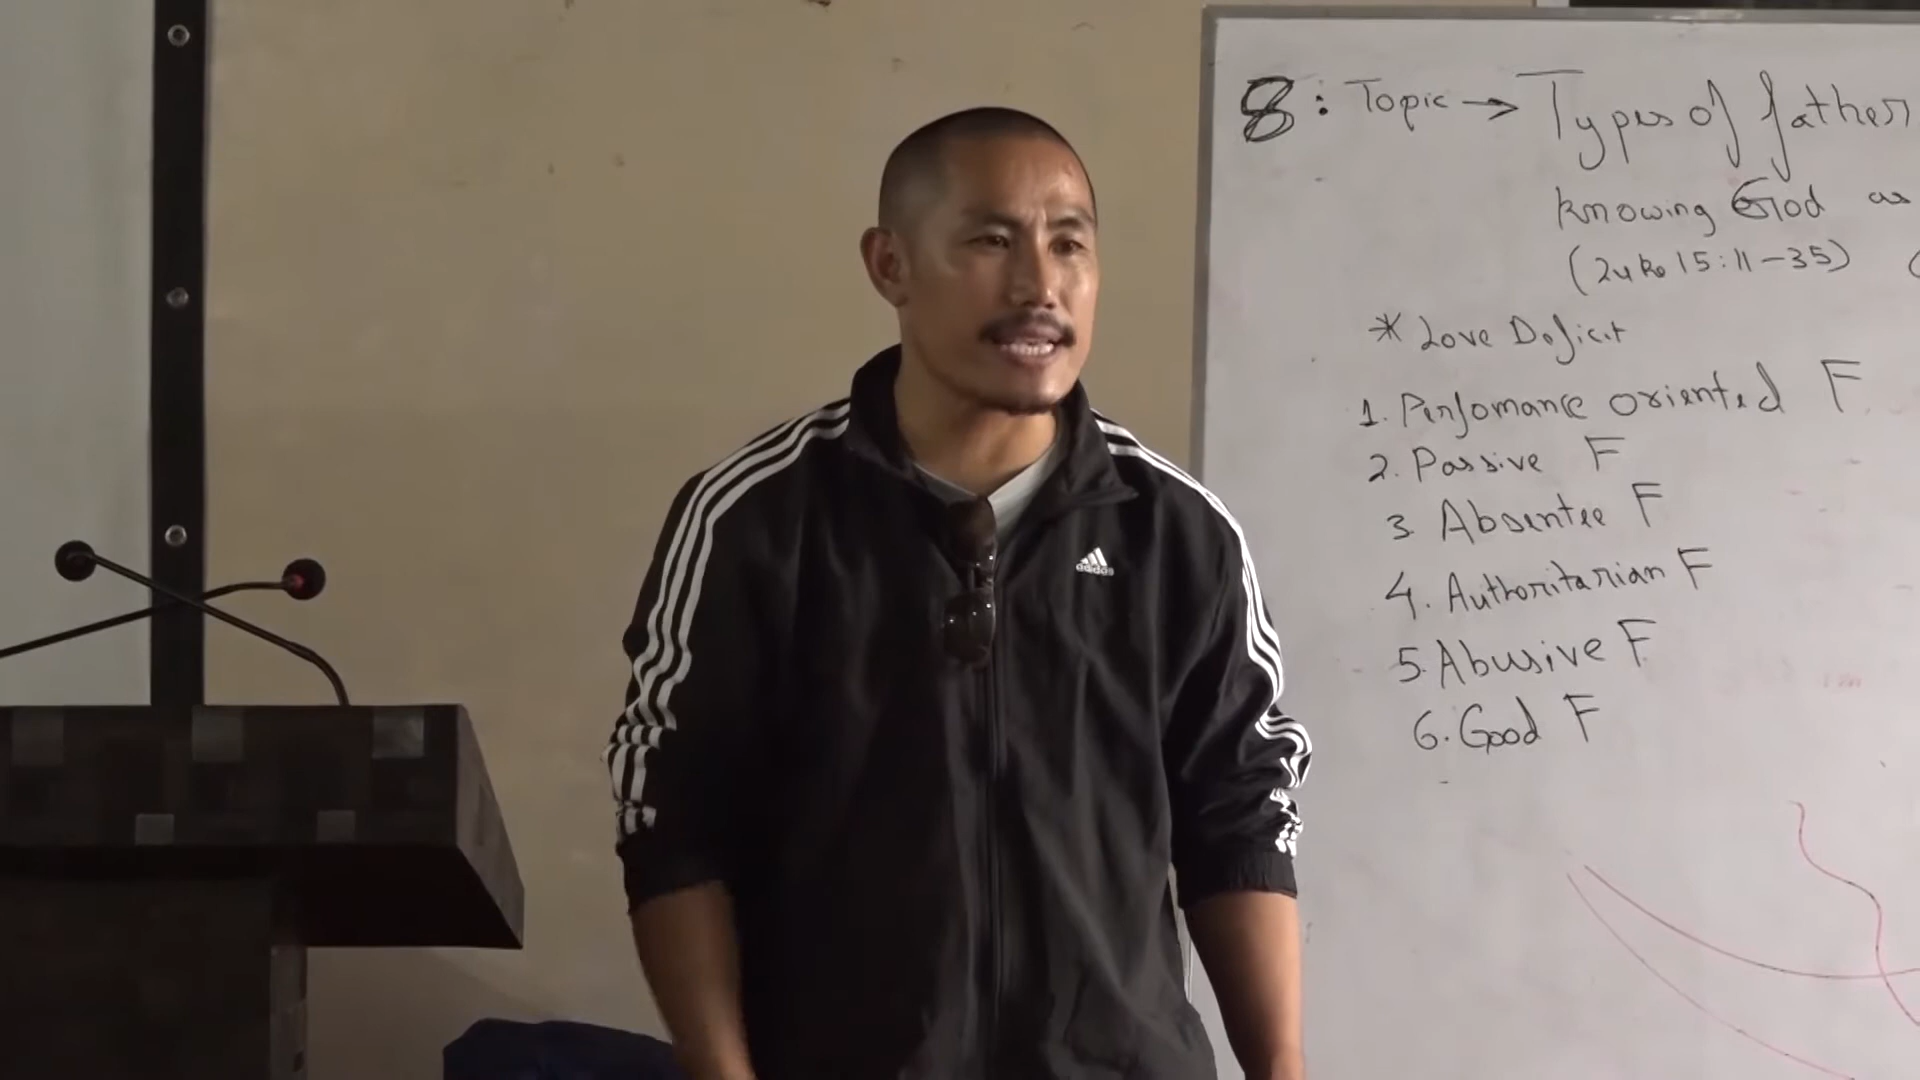 8: Topic → Types of father
knowing God as
(Luke 15:11-35) (
* Love Deficit
1. Perfomance oriented F
2. Passive F
3 Absentee F
4. Authoritarian F
5. Abusive F
6. Good F
adidas